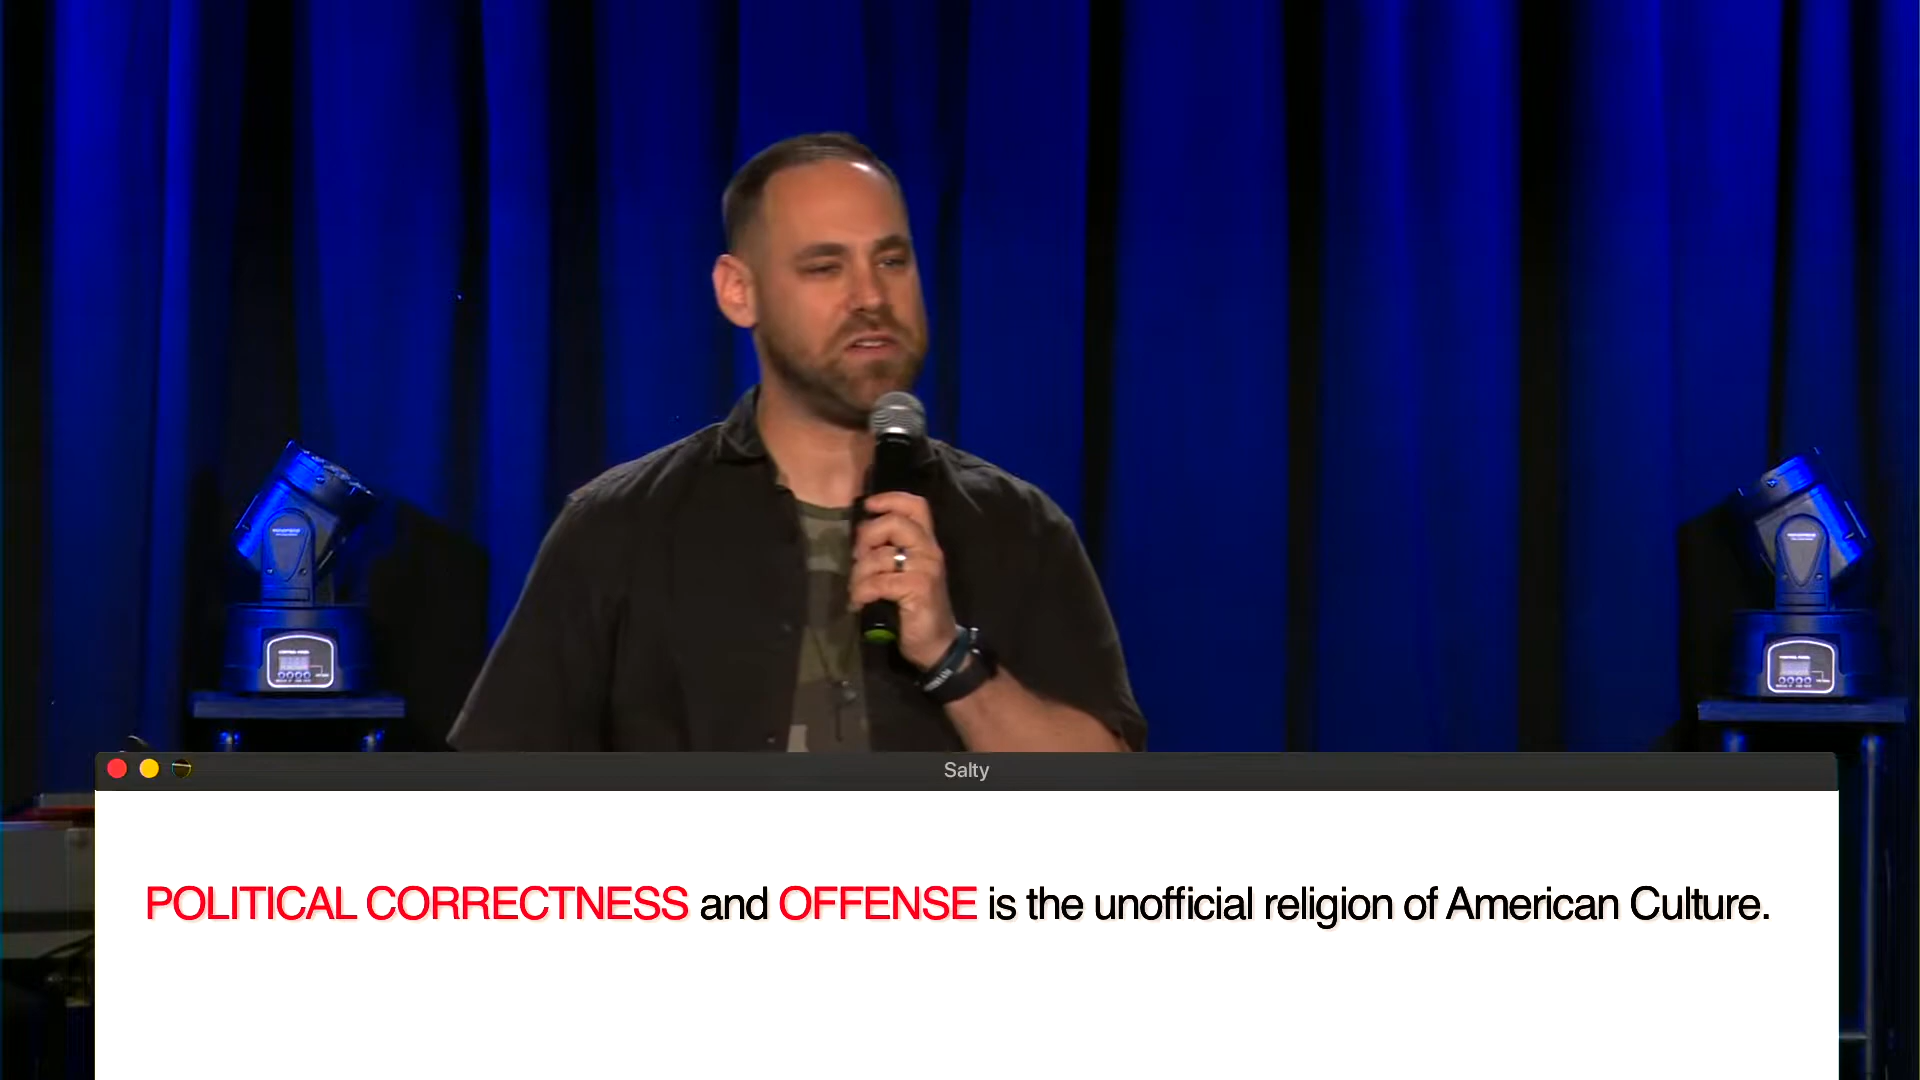 Salty
POLITICAL CORRECTNESS and OFFENSE is the unofficial religion of American Culture.